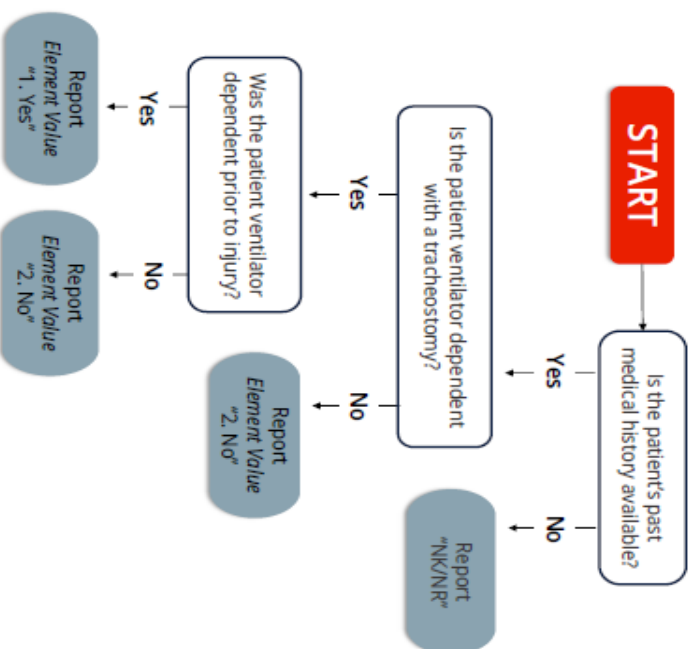 START
Is the patient's past
medical history available?
Yes
No
Is the patient ventilator dependent
with a tracheostomy?
Report
"NK/NR"
Yes
No
Was the patient ventilator
dependent prior to injury?
Report
Element Value
"2. No"
Yes
No
Report
Element Value
"1. Yes"
Report
Element Value
"2. No"